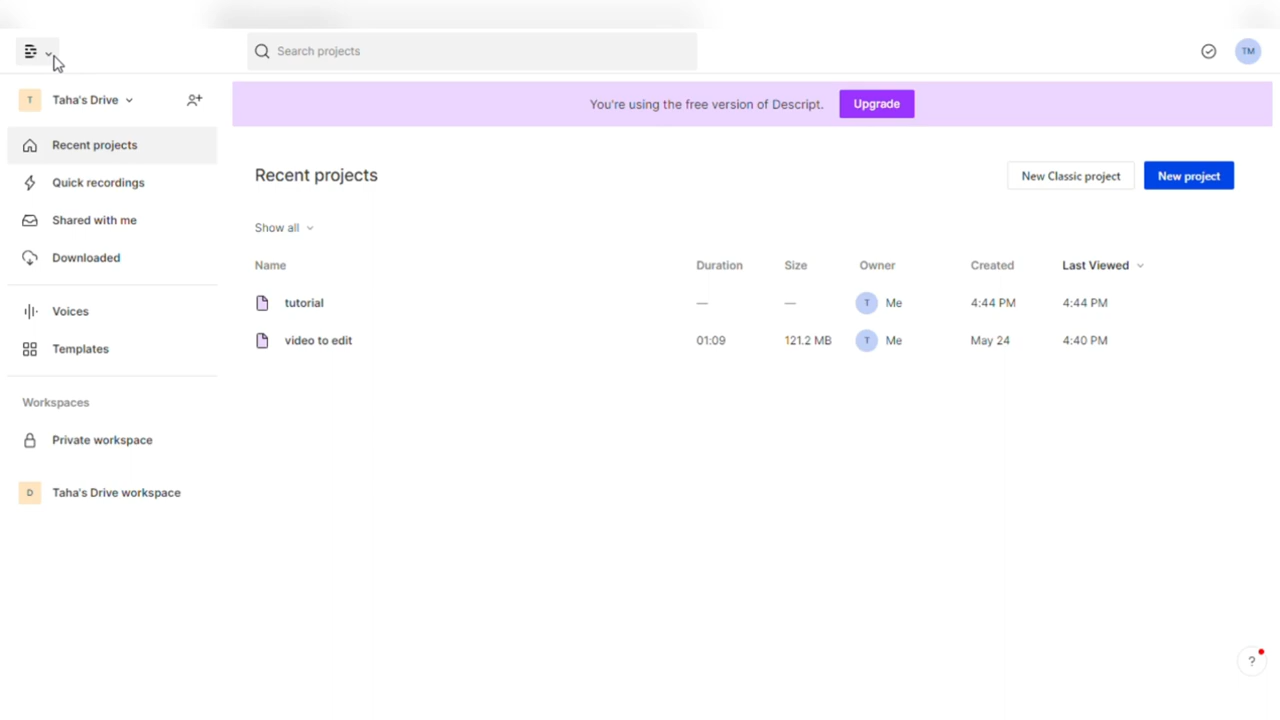 Search projects
TM
T Taha's Drive
You're using the free version of Descript. Upgrade
Recent projects
Quick recordings
Shared with me
Downloaded
Voices
Templates
Workspaces
Private workspace
D Taha's Drive workspace
Recent projects
New Classic project New project
Show all
Name Duration Size Owner Created Last Viewed
tutorial — — T Me 4:44 PM 4:44 PM
video to edit 01:09 121.2 MB T Me May 24 4:40 PM
?